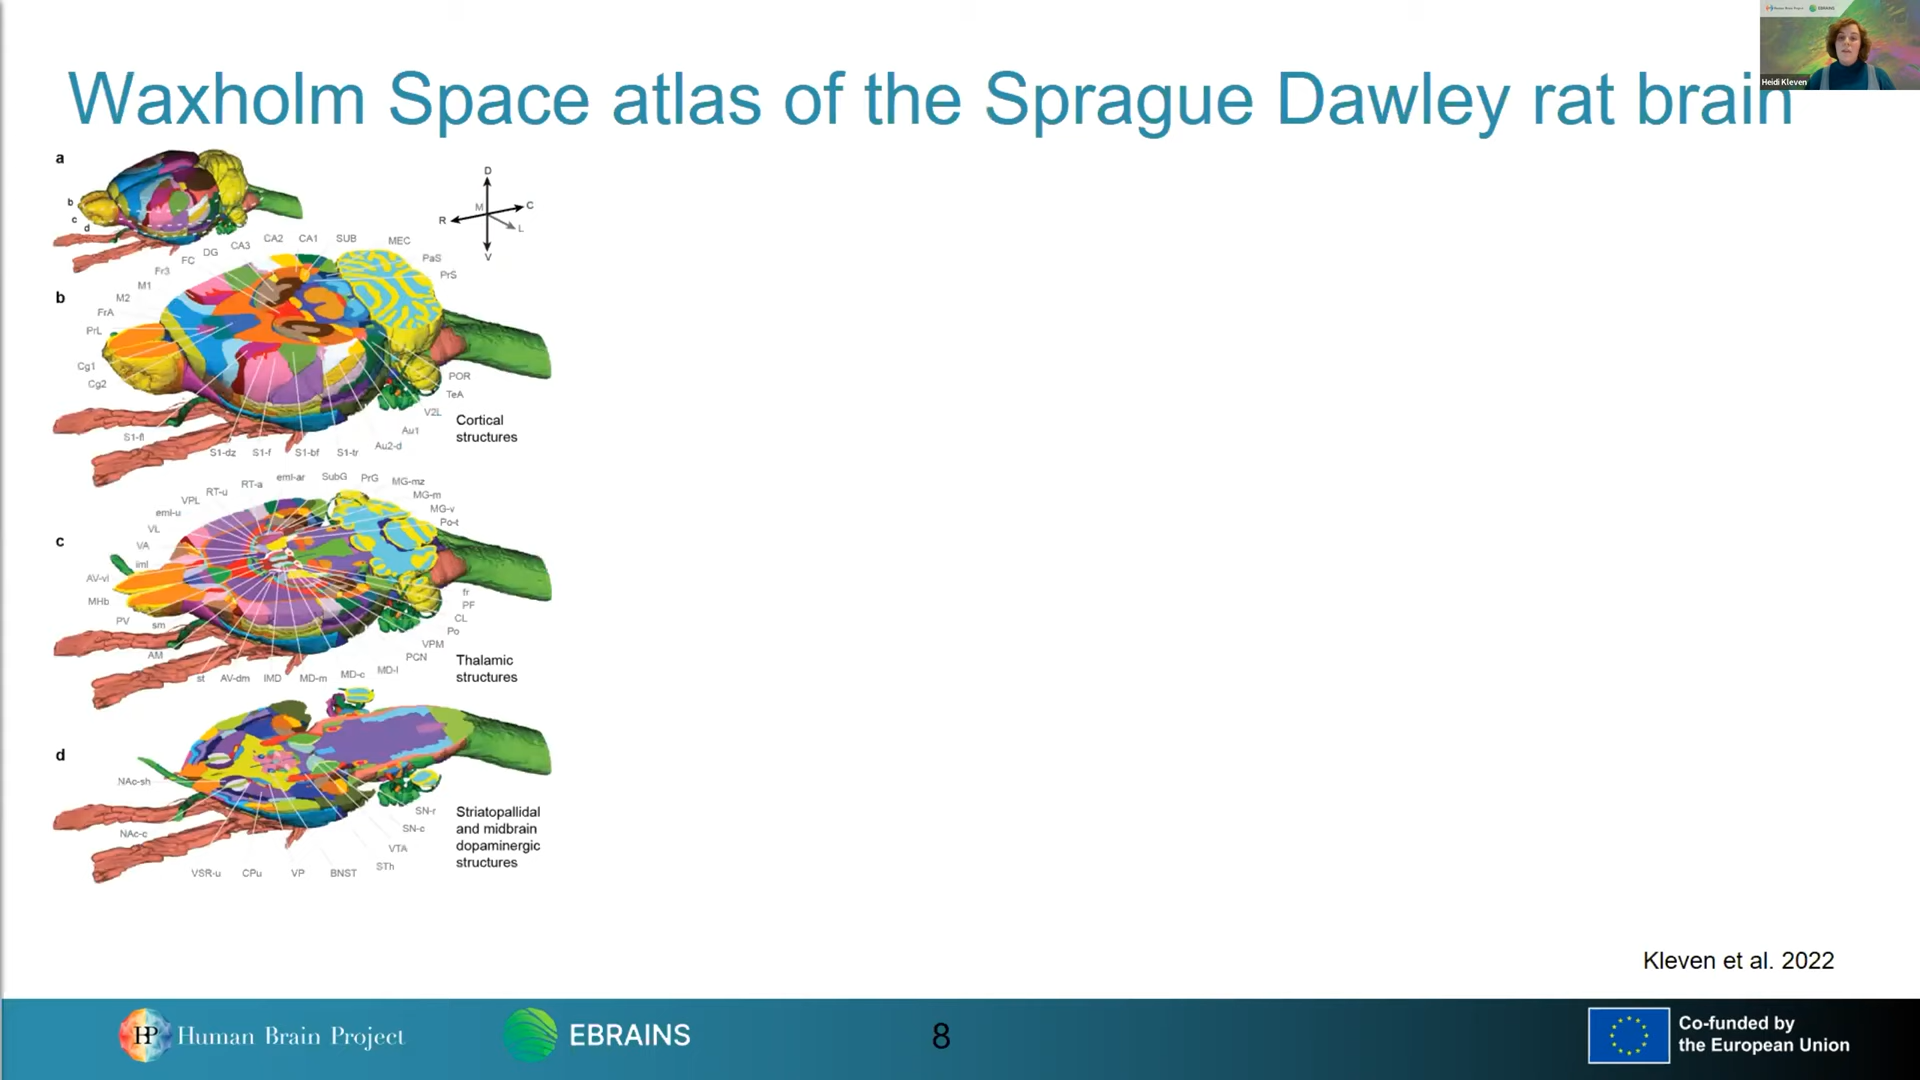 Human Brain Project EBRAINS
Heidi Kleven
Waxholm Space atlas of the Sprague Dawley rat brain
a
b
c
d
D
M
C
R
L
V
b
CA3
CA2
CA1
SUB
MEC
DG
FC
PaS
Fr3
PrS
M1
M2
FrA
PrL
Cg1
Cg2
POR
TeA
V2L
Au1
Au2-d
S1-fl
S1-dz
S1-f
S1-bf
S1-tr
Cortical
structures
c
RT-u
RT-a
eml-ar
SubG
PrG
MG-mz
VPL
MG-m
eml-u
MG-v
VL
Po-t
VA
iml
AV-vl
MHb
PV
sm
AM
fr
PF
CL
Po
VPM
PCN
st
AV-dm
IMD
MD-m
MD-c
MD-l
Thalamic
structures
d
NAc-sh
NAc-c
SN-r
SN-c
VTA
STh
VSR-u
CPu
VP
BNST
Striatopallidal
and midbrain
dopaminergic
structures
Kleven et al. 2022
HP Human Brain Project
EBRAINS
8
Co-funded by
the European Union